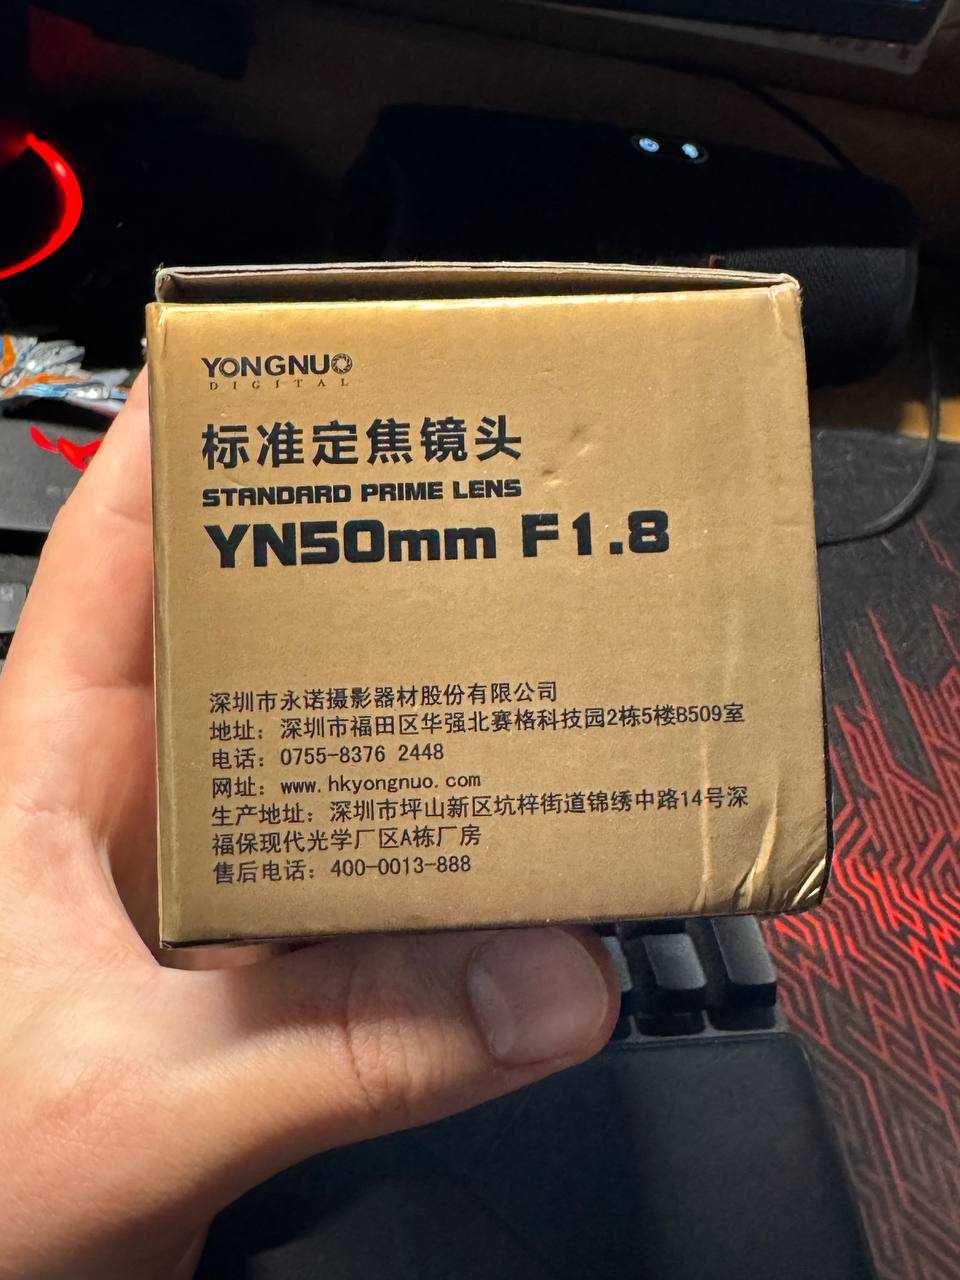 YONGNUO
DIGITAL
标准定焦镜头
STANDARD PRIME LENS
YN50mm F1.8
深圳市永诺摄影器材股份有限公司
地址：深圳市福田区华强北赛格科技园2栋5楼B509室
电话：0755-8376 2448
网址：www.hkyongnuo.com
生产地址：深圳市坪山新区坑梓街道锦绣中路14号深
福保现代光学厂区A栋厂房
售后电话：400-0013-888